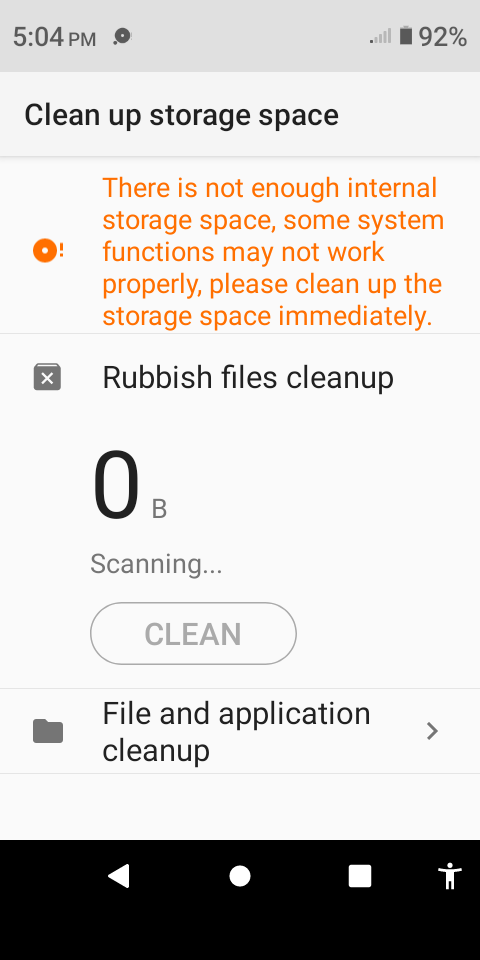 5:04 PM 92%
Clean up storage space
There is not enough internal
storage space, some system
functions may not work
properly, please clean up the
storage space immediately.
Rubbish files cleanup
0 B
Scanning...
CLEAN
File and application
cleanup